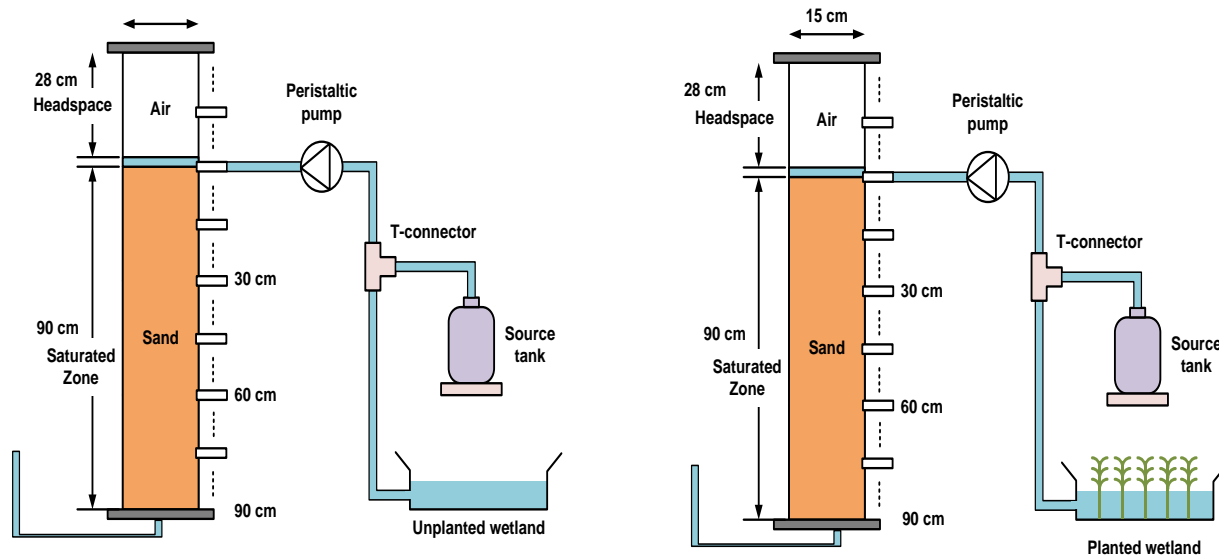 28 cm
Headspace
Air
Peristaltic
pump
T-connector
30 cm
90 cm
Saturated
Zone
Sand
Source
tank
60 cm
90 cm
Unplanted wetland
15 cm
28 cm
Headspace
Air
Peristaltic
pump
T-connector
30 cm
90 cm
Saturated
Zone
Sand
Source
tank
60 cm
90 cm
Planted wetland